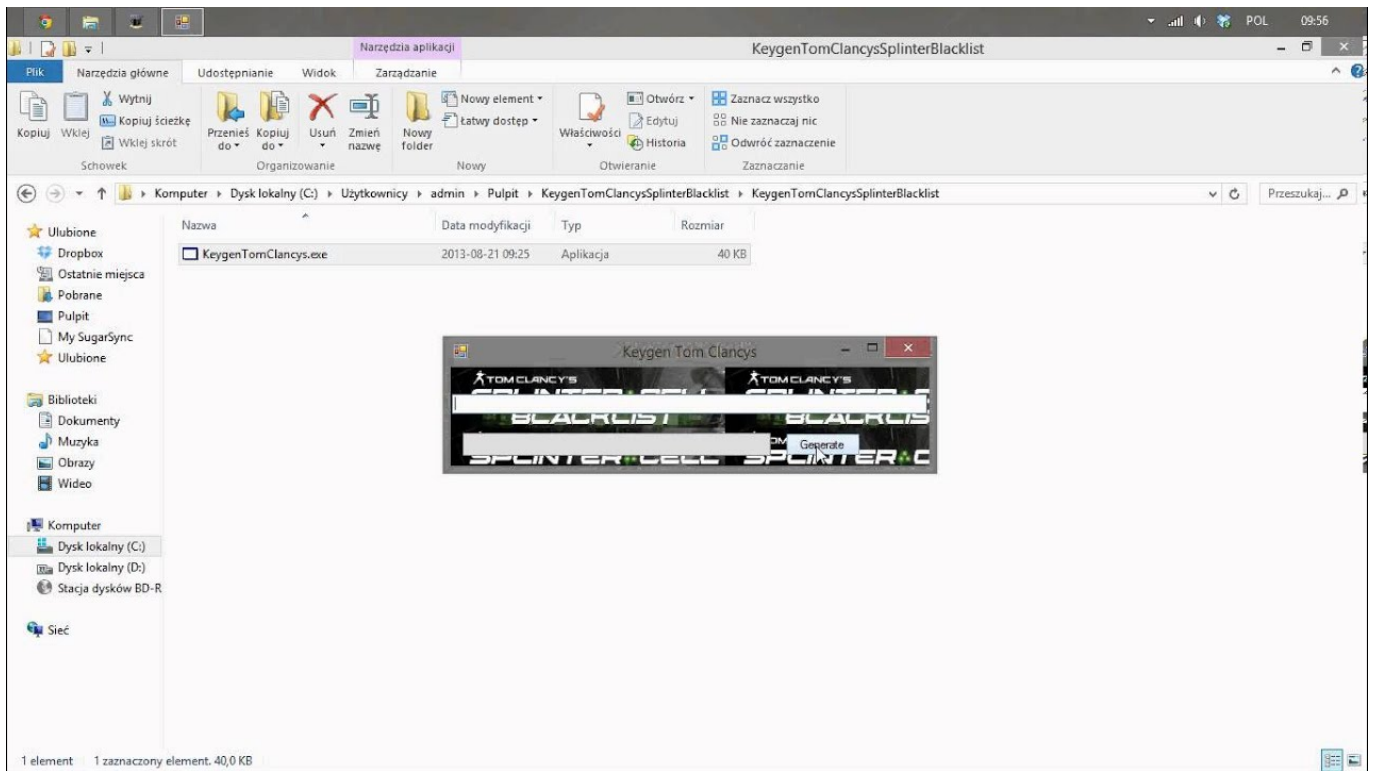 POL 09:56
Narzędzia aplikacji
KeygenTomClancysSplinterBlacklist
Plik Narzędzia główne Udostępnianie Widok Zarządzanie
Kopiuj Wklej Wytnij
Kopiuj ścieżkę
Wklej skrót
Schowek
Przenieś do Kopiuj do Usuń Zmień nazwę
Organizowanie
Nowy folder Nowy element
Łatwy dostęp
Nowy
Właściwości Otwórz
Edytuj
Historia
Otwieranie
Zaznacz wszystko
Nie zaznaczaj nic
Odwróć zaznaczenie
Zaznaczanie
Komputer Dysk lokalny (C:) Użytkownicy admin Pulpit KeygenTomClancysSplinterBlacklist KeygenTomClancysSplinterBlacklist
Przeszukaj...
Nazwa Data modyfikacji Typ Rozmiar
KeygenTomClancys.exe 2013-08-21 09:25 Aplikacja 40 KB
Ulubione
Dropbox
Ostatnie miejsca
Pobrane
Pulpit
My SugarSync
Ulubione
Biblioteki
Dokumenty
Muzyka
Obrazy
Wideo
Komputer
Dysk lokalny (C:)
Dysk lokalny (D:)
Stacja dysków BD-R
Sieć
Keygen Tom Clancys
TOM CLANCY'S TOM CLANCY'S
SPLINTER CELL
BLACKLIST BLACKLIS
Generate
SPLINTER CELL SPLINTER C
1 element 1 zaznaczony element. 40,0 KB